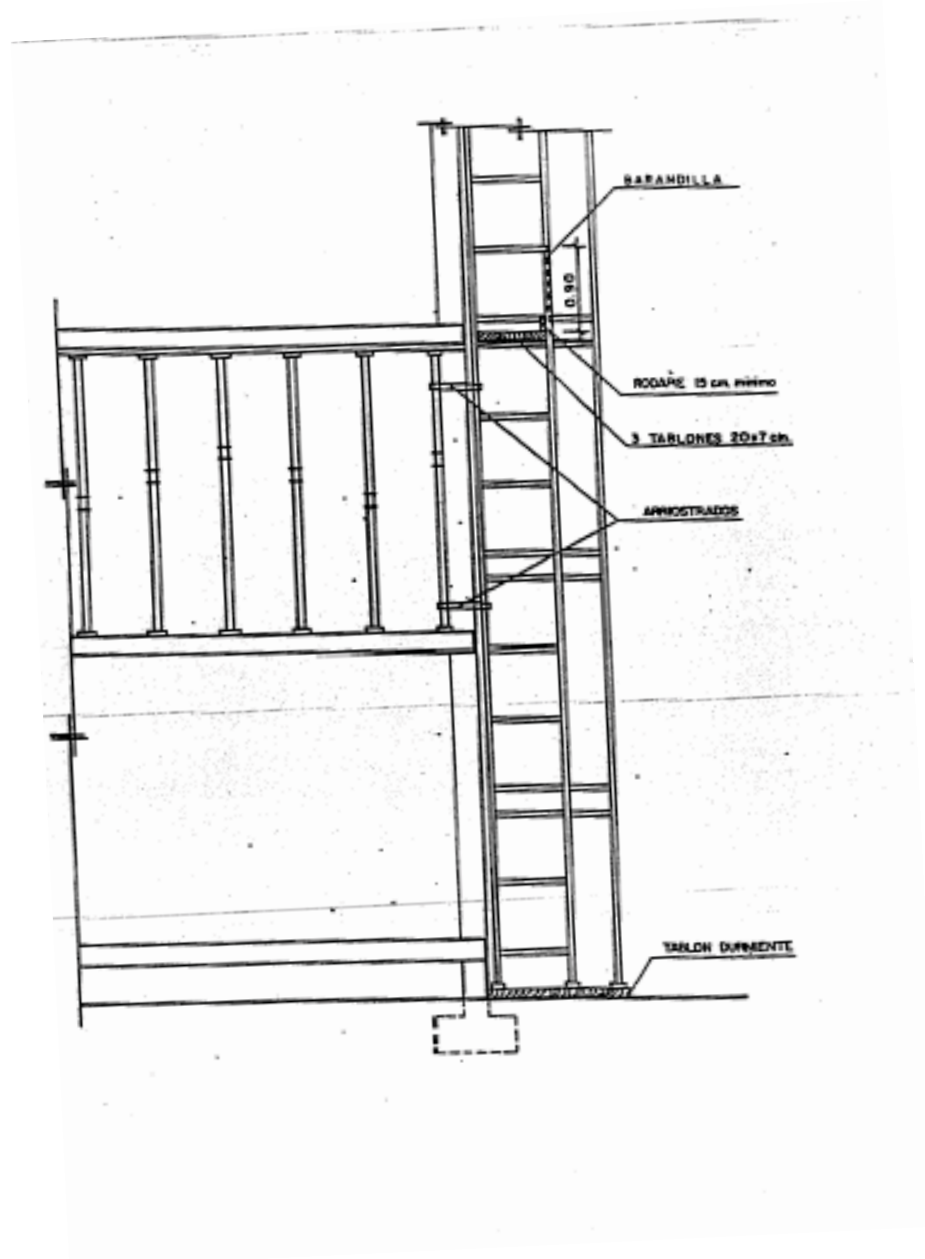 BARANDILLA
0.90
RODAPIE 15 cm. mínimo
3 TABLONES 20x7 cm.
ARRIOSTRADOS
TABLON DURMIENTE